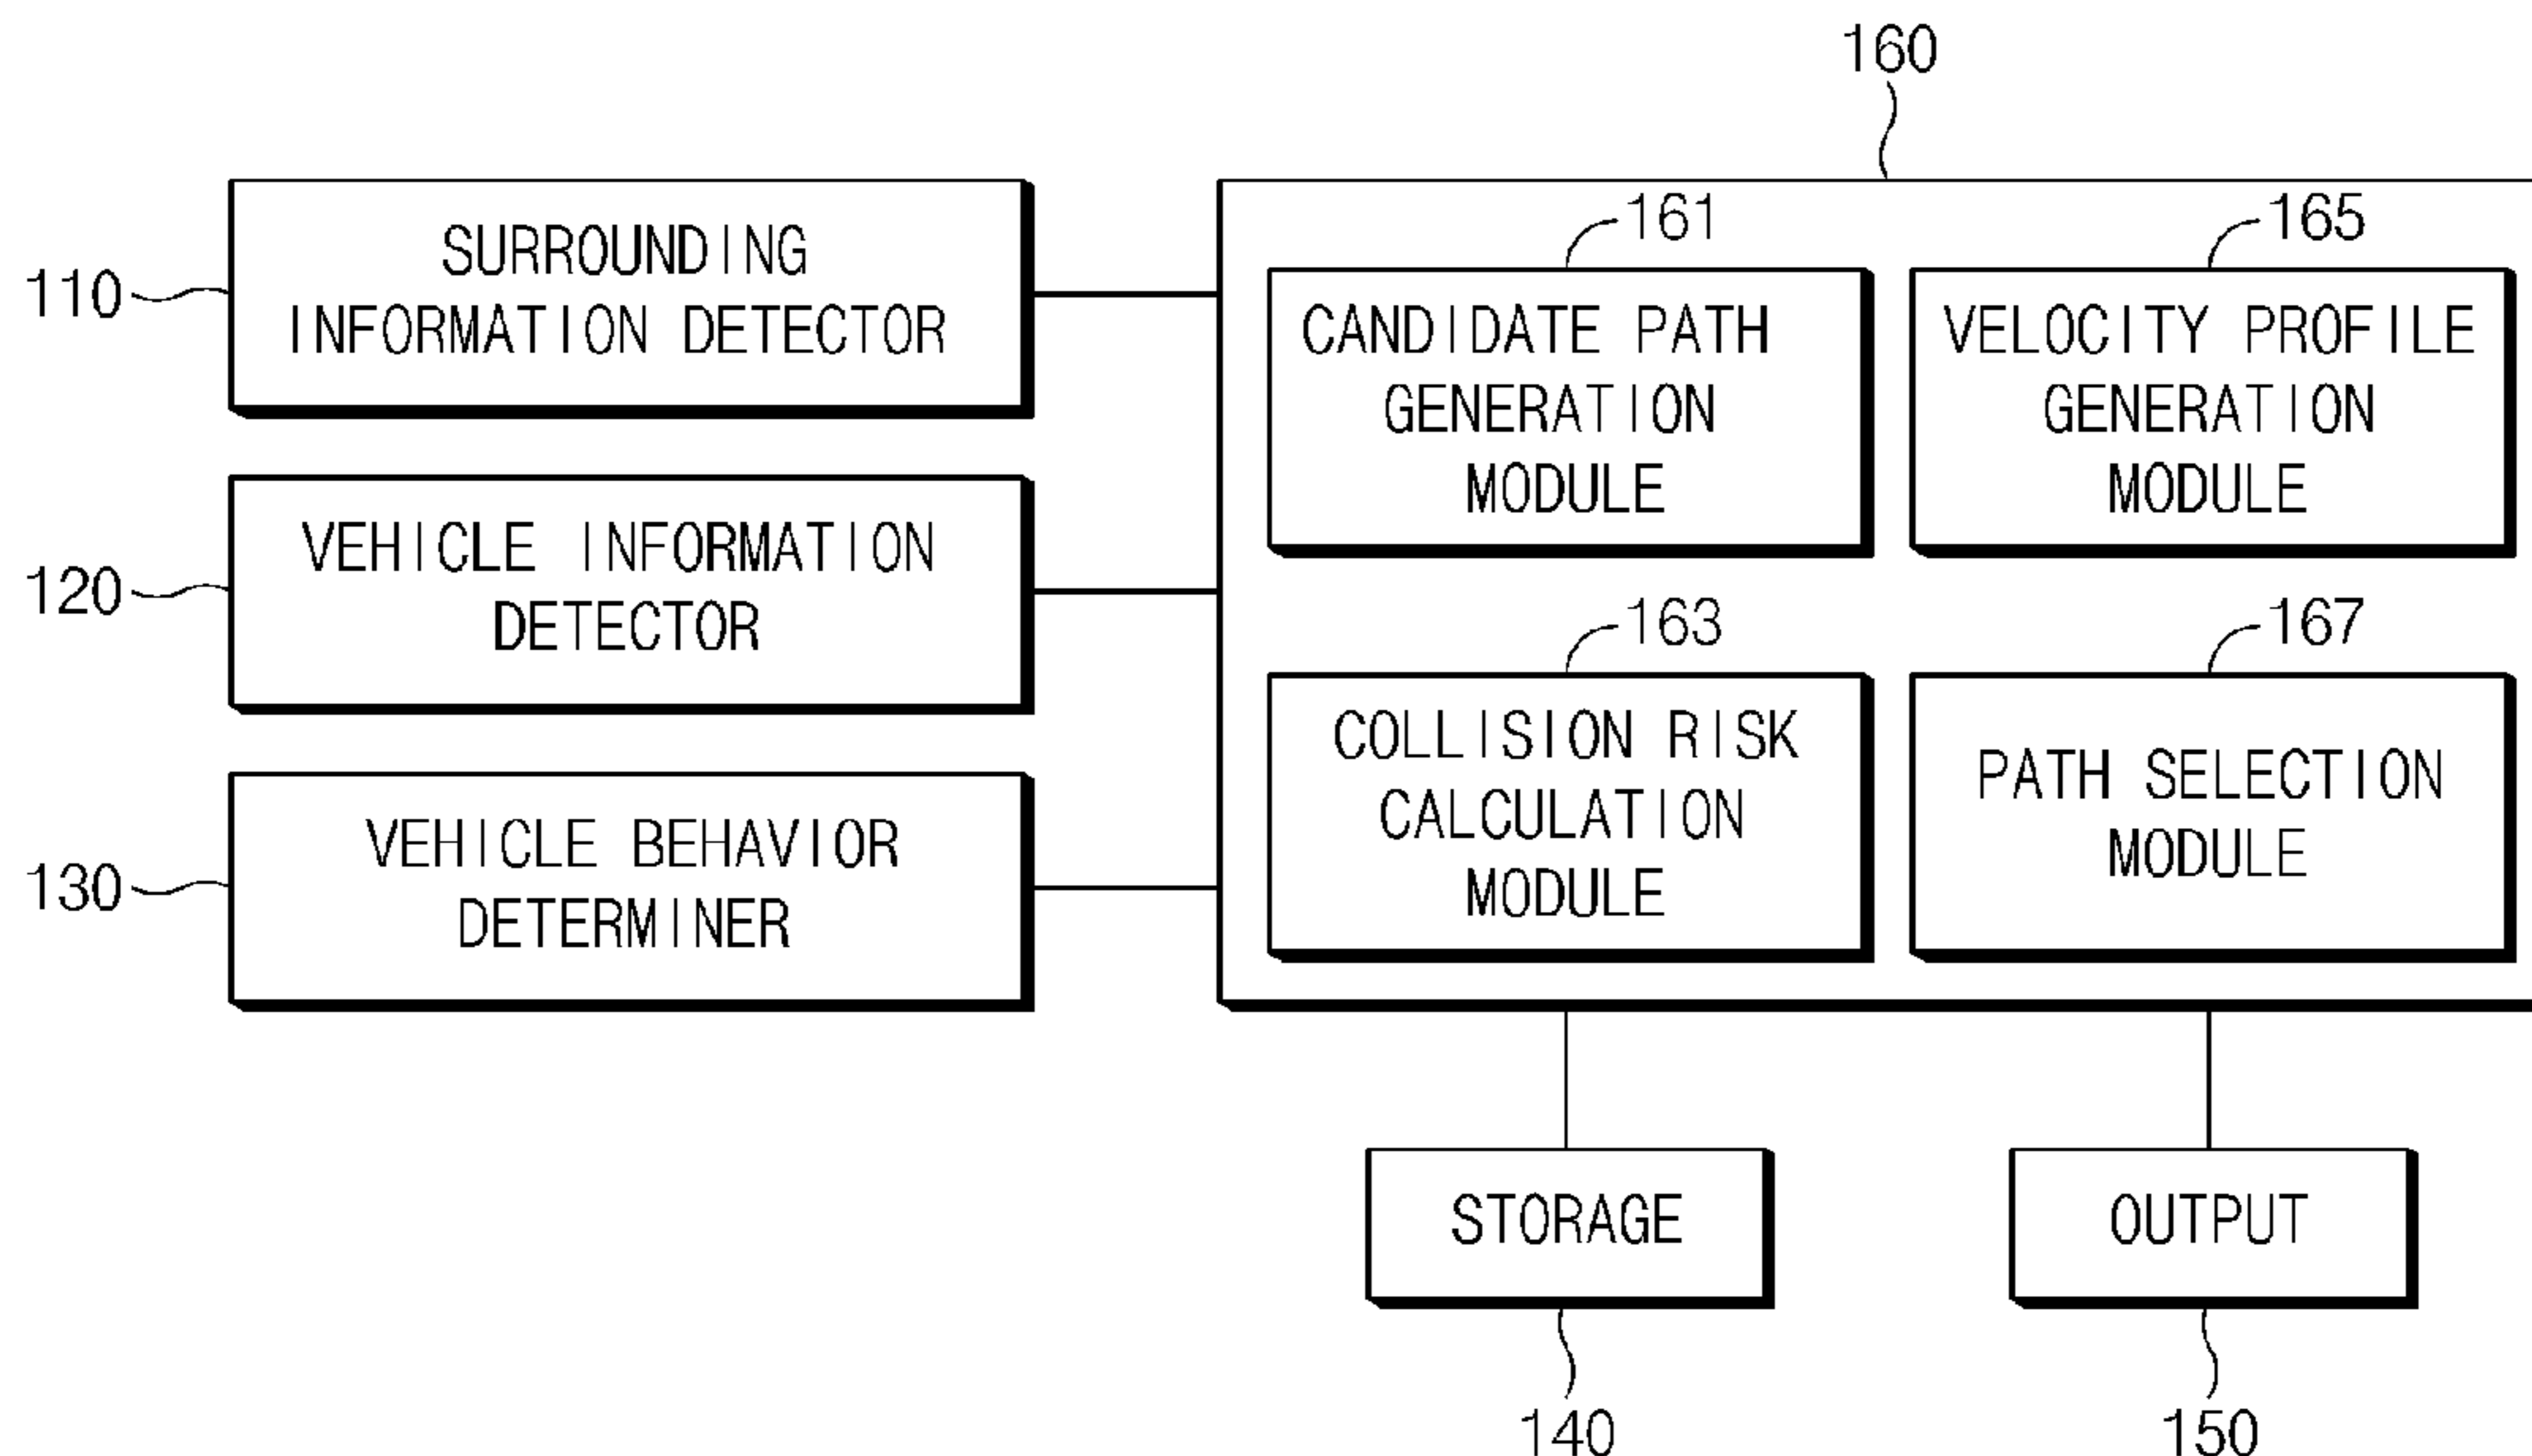 160
110
SURROUNDING
INFORMATION DETECTOR
120
VEHICLE INFORMATION
DETECTOR
130
VEHICLE BEHAVIOR
DETERMINER
161
CANDIDATE PATH
GENERATION
MODULE
165
VELOCITY PROFILE
GENERATION
MODULE
163
COLLISION RISK
CALCULATION
MODULE
167
PATH SELECTION
MODULE
STORAGE
140
OUTPUT
150